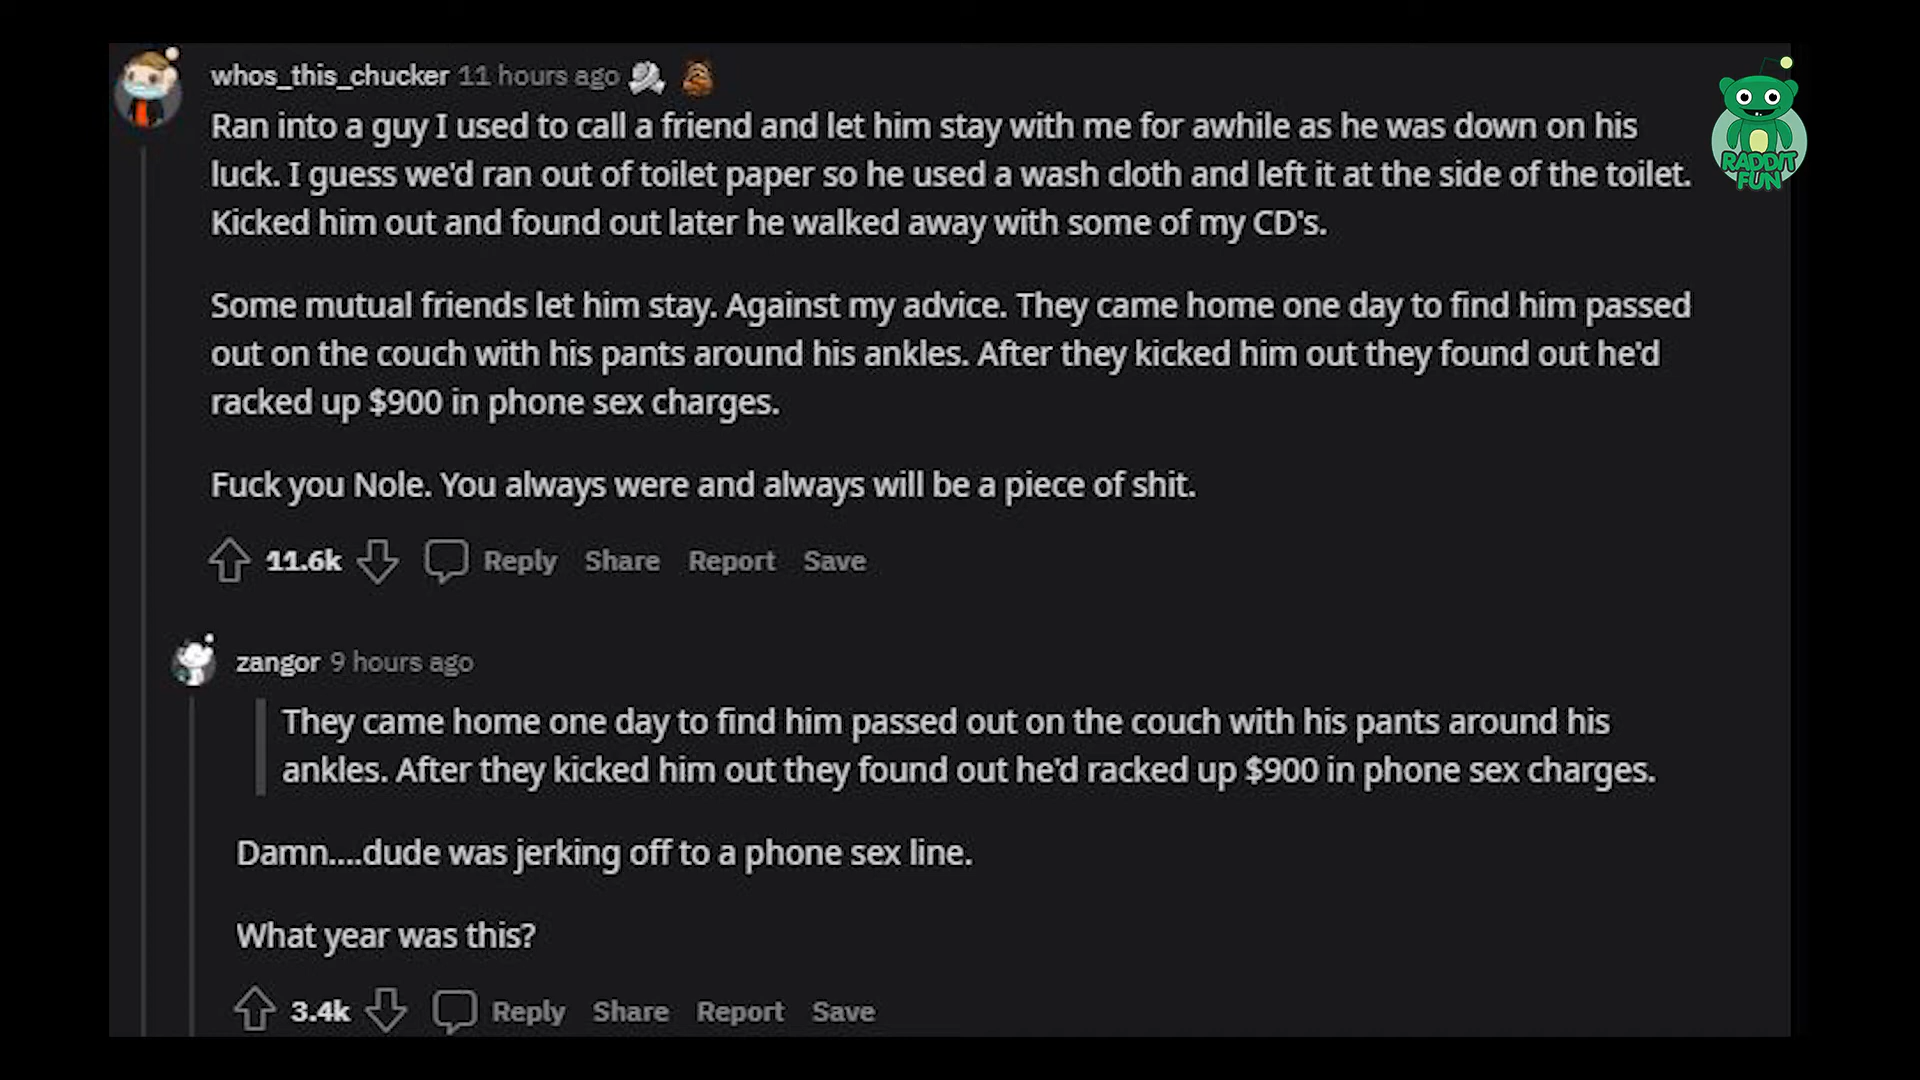 whos_this_chucker 11 hours ago
Ran into a guy I used to call a friend and let him stay with me for awhile as he was down on his
luck. I guess we'd ran out of toilet paper so he used a wash cloth and left it at the side of the toilet.
Kicked him out and found out later he walked away with some of my CD's.
Some mutual friends let him stay. Against my advice. They came home one day to find him passed
out on the couch with his pants around his ankles. After they kicked him out they found out he'd
racked up $900 in phone sex charges.
Fuck you Nole. You always were and always will be a piece of shit.
11.6k Reply Share Report Save
zangor 9 hours ago
They came home one day to find him passed out on the couch with his pants around his
ankles. After they kicked him out they found out he'd racked up $900 in phone sex charges.
Damn....dude was jerking off to a phone sex line.
What year was this?
3.4k Reply Share Report Save
RADDIT
FUN